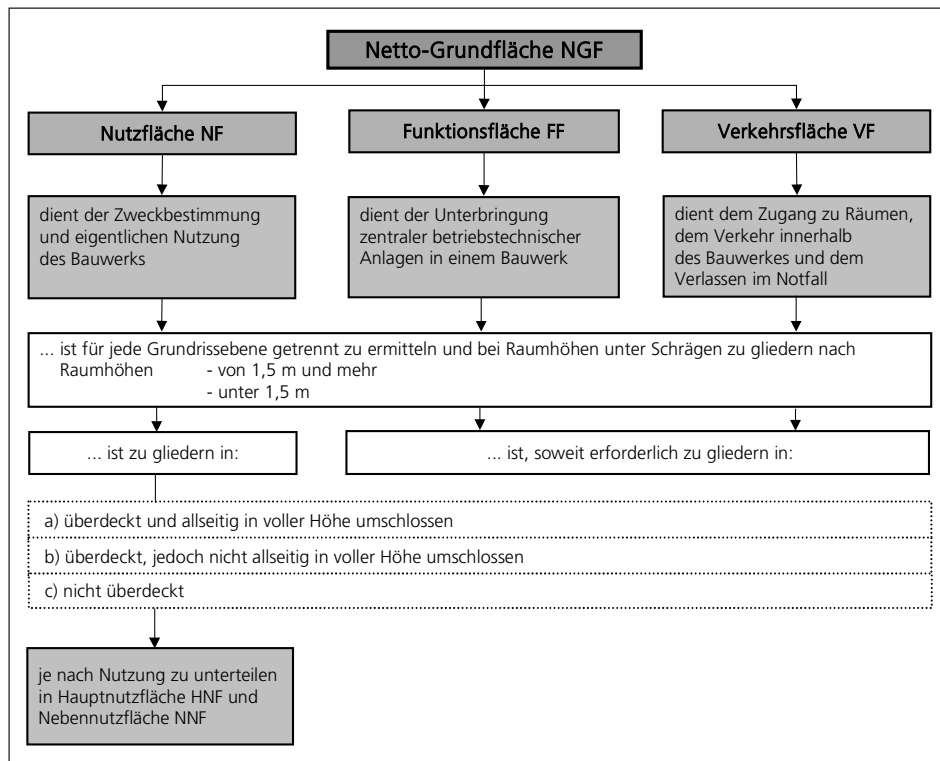 Netto-Grundfläche NGF
Nutzfläche NF
Funktionsfläche FF
Verkehrsfläche VF
dient der Zweckbestimmung
und eigentlichen Nutzung
des Bauwerks
dient der Unterbringung
zentraler betriebstechnischer
Anlagen in einem Bauwerk
dient dem Zugang zu Räumen,
dem Verkehr innerhalb
des Bauwerkes und dem
Verlassen im Notfall
... ist für jede Grundrissebene getrennt zu ermitteln und bei Raumhöhen unter Schrägen zu gliedern nach
Raumhöhen - von 1,5 m und mehr
- unter 1,5 m
... ist zu gliedern in:
... ist, soweit erforderlich zu gliedern in:
a) überdeckt und allseitig in voller Höhe umschlossen
b) überdeckt, jedoch nicht allseitig in voller Höhe umschlossen
c) nicht überdeckt
je nach Nutzung zu unterteilen
in Hauptnutzfläche HNF und
Nebennutzfläche NNF